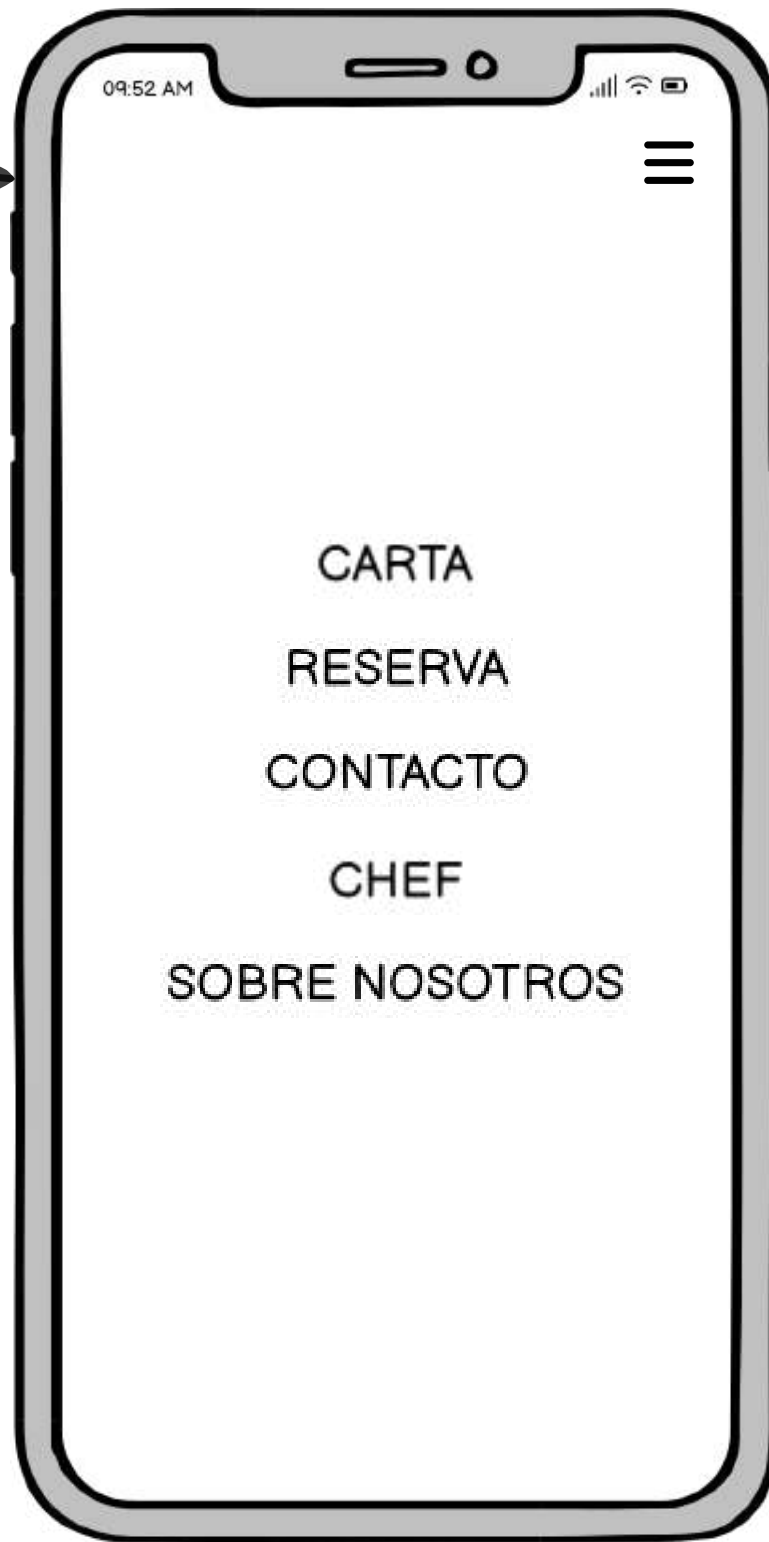 09:52 AM
CARTA
RESERVA
CONTACTO
CHEF
SOBRE NOSOTROS